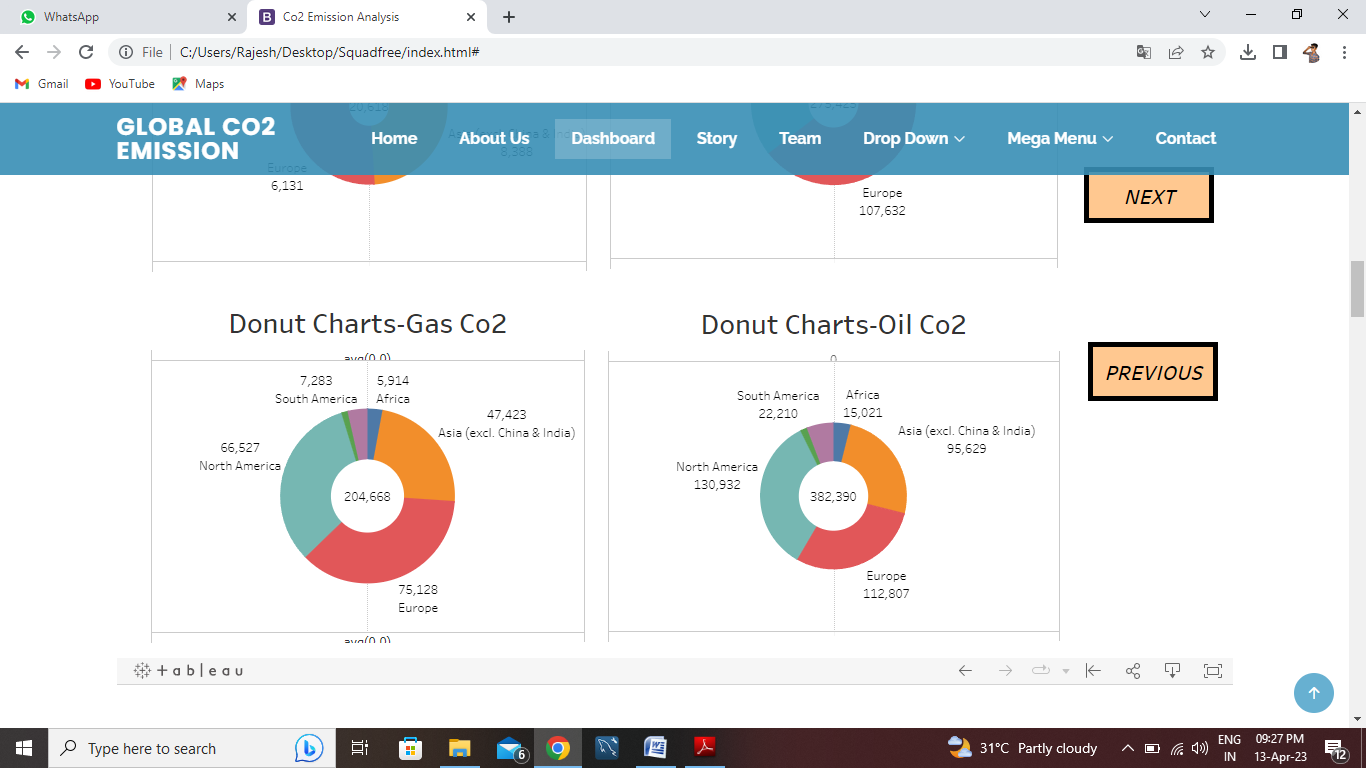 WhatsApp
Co2 Emission Analysis
File
C:/Users/Rajesh/Desktop/Squadfree/index.html#
Gmail
YouTube
Maps
GLOBAL CO2
EMISSION
Home
About Us
Dashboard
Story
Team
Drop Down
Mega Menu
Contact
20,618
Europe
6,131
Europe
107,632
NEXT
Donut Charts-Gas Co2
Donut Charts-Oil Co2
PREVIOUS
avg(0.0)
7,283
South America
5,914
Africa
47,423
Asia (excl. China & India)
66,527
North America
204,668
75,128
Europe
avg(0.0)
0
South America
22,210
Africa
15,021
Asia (excl. China & India)
95,629
North America
130,932
382,390
Europe
112,807
+ableau
Type here to search
6
31°C Partly cloudy
ENG
IN
09:27 PM
13-Apr-23
12